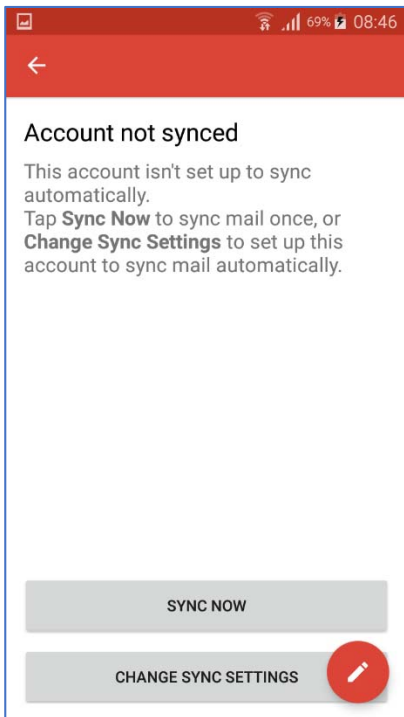 69% 08:46
Account not synced
This account isn't set up to sync
automatically.
Tap Sync Now to sync mail once, or
Change Sync Settings to set up this
account to sync mail automatically.
SYNC NOW
CHANGE SYNC SETTINGS